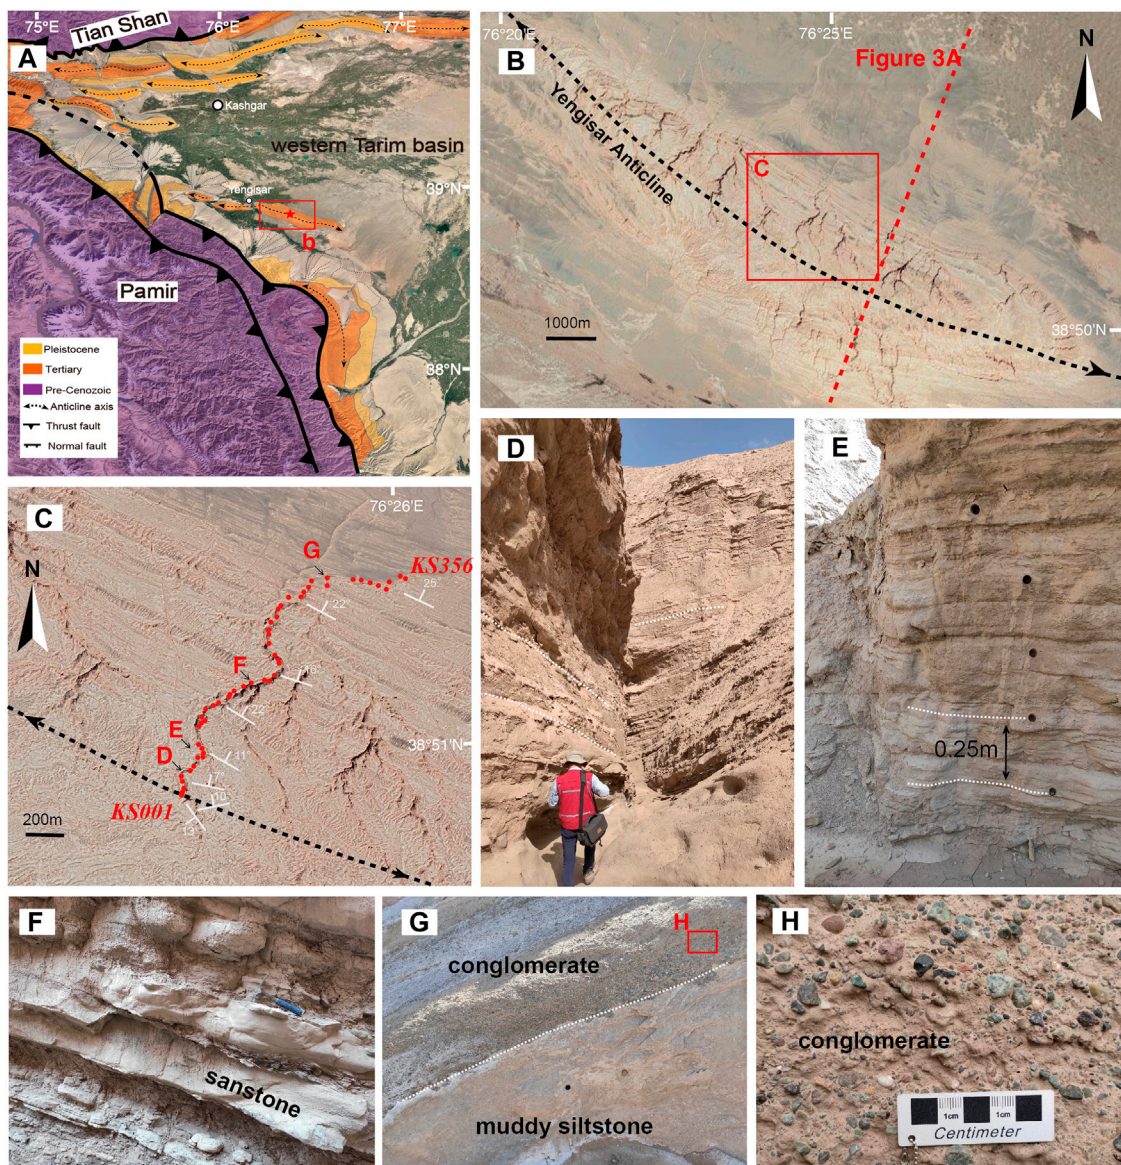 75°E
76°E
77°E
Tian Shan
A
Kashgar
western Tarim basin
39°N
Yengisar
b
Pamir
38°N
Pleistocene
Tertiary
Pre-Cenozoic
Anticline axis
Thrust fault
Normal fault
76°20'E
76°25'E
Figure 3A
N
B
Yengisar Anticline
C
1000m
38°50'N
C
76°26'E
N
G
KS356
25
22
F
22
E
11
D
KS001
13
38°51'N
200m
D
E
0.25m
F
sanstone
G
H
conglomerate
muddy siltstone
H
conglomerate
1cm
1cm
Centimeter